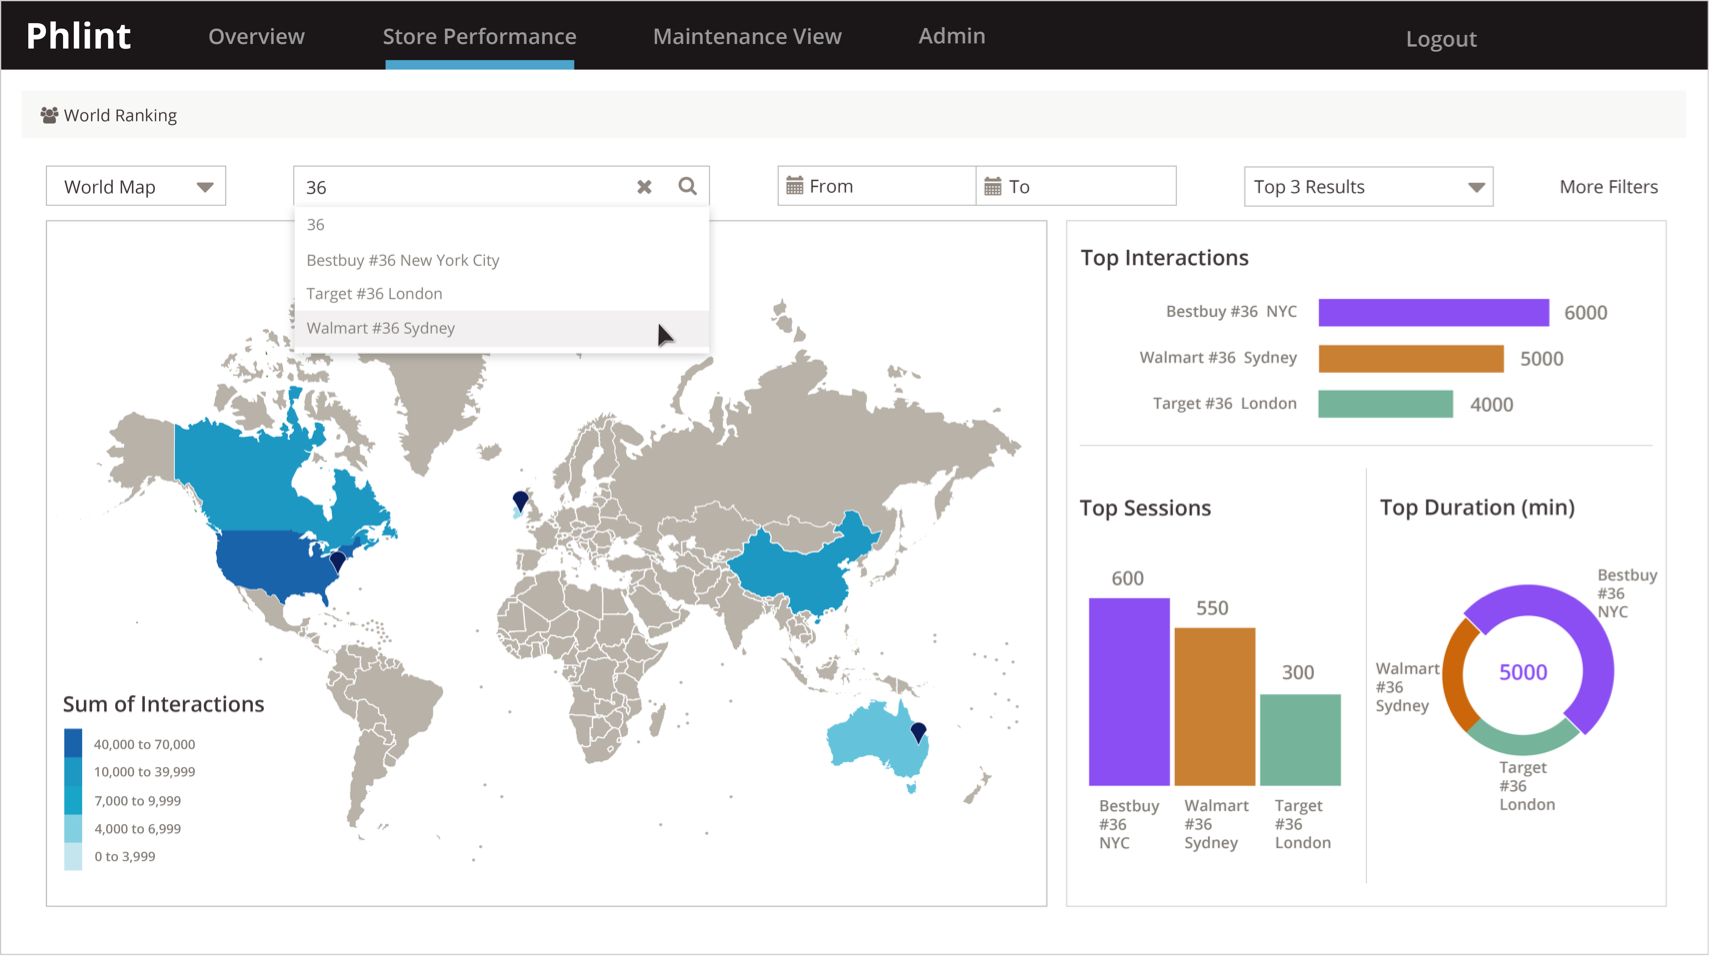 Phlint
Overview
Store Performance
Maintenance View
Admin
Logout
World Ranking
World Map
36
From
To
Top 3 Results
More Filters
36
Bestbuy #36 New York City
Target #36 London
Walmart #36 Sydney
Sum of Interactions
40,000 to 70,000
10,000 to 39,999
7,000 to 9,999
4,000 to 6,999
0 to 3,999
Top Interactions
Bestbuy #36 NYC
6000
Walmart #36 Sydney
5000
Target #36 London
4000
Top Sessions
600
550
300
Bestbuy
#36
NYC
Walmart
#36
Sydney
Target
#36
London
Top Duration (min)
Bestbuy
#36
NYC
Walmart
#36
Sydney
5000
Target
#36
London